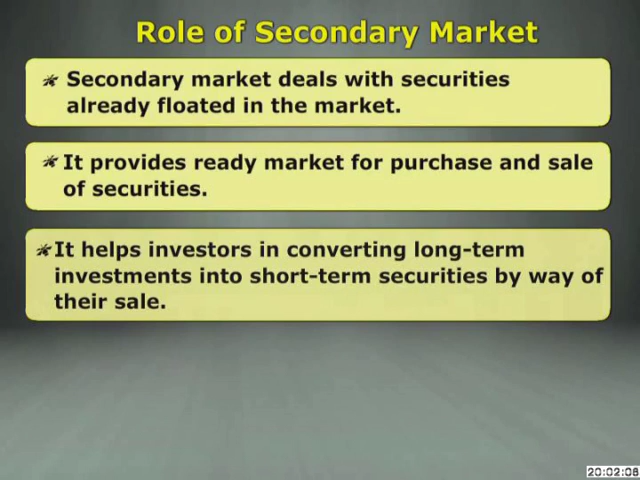 Role of Secondary Market
Secondary market deals with securities
already floated in the market.
It provides ready market for purchase and sale
of securities.
It helps investors in converting long-term
investments into short-term securities by way of
their sale.
20:02:08